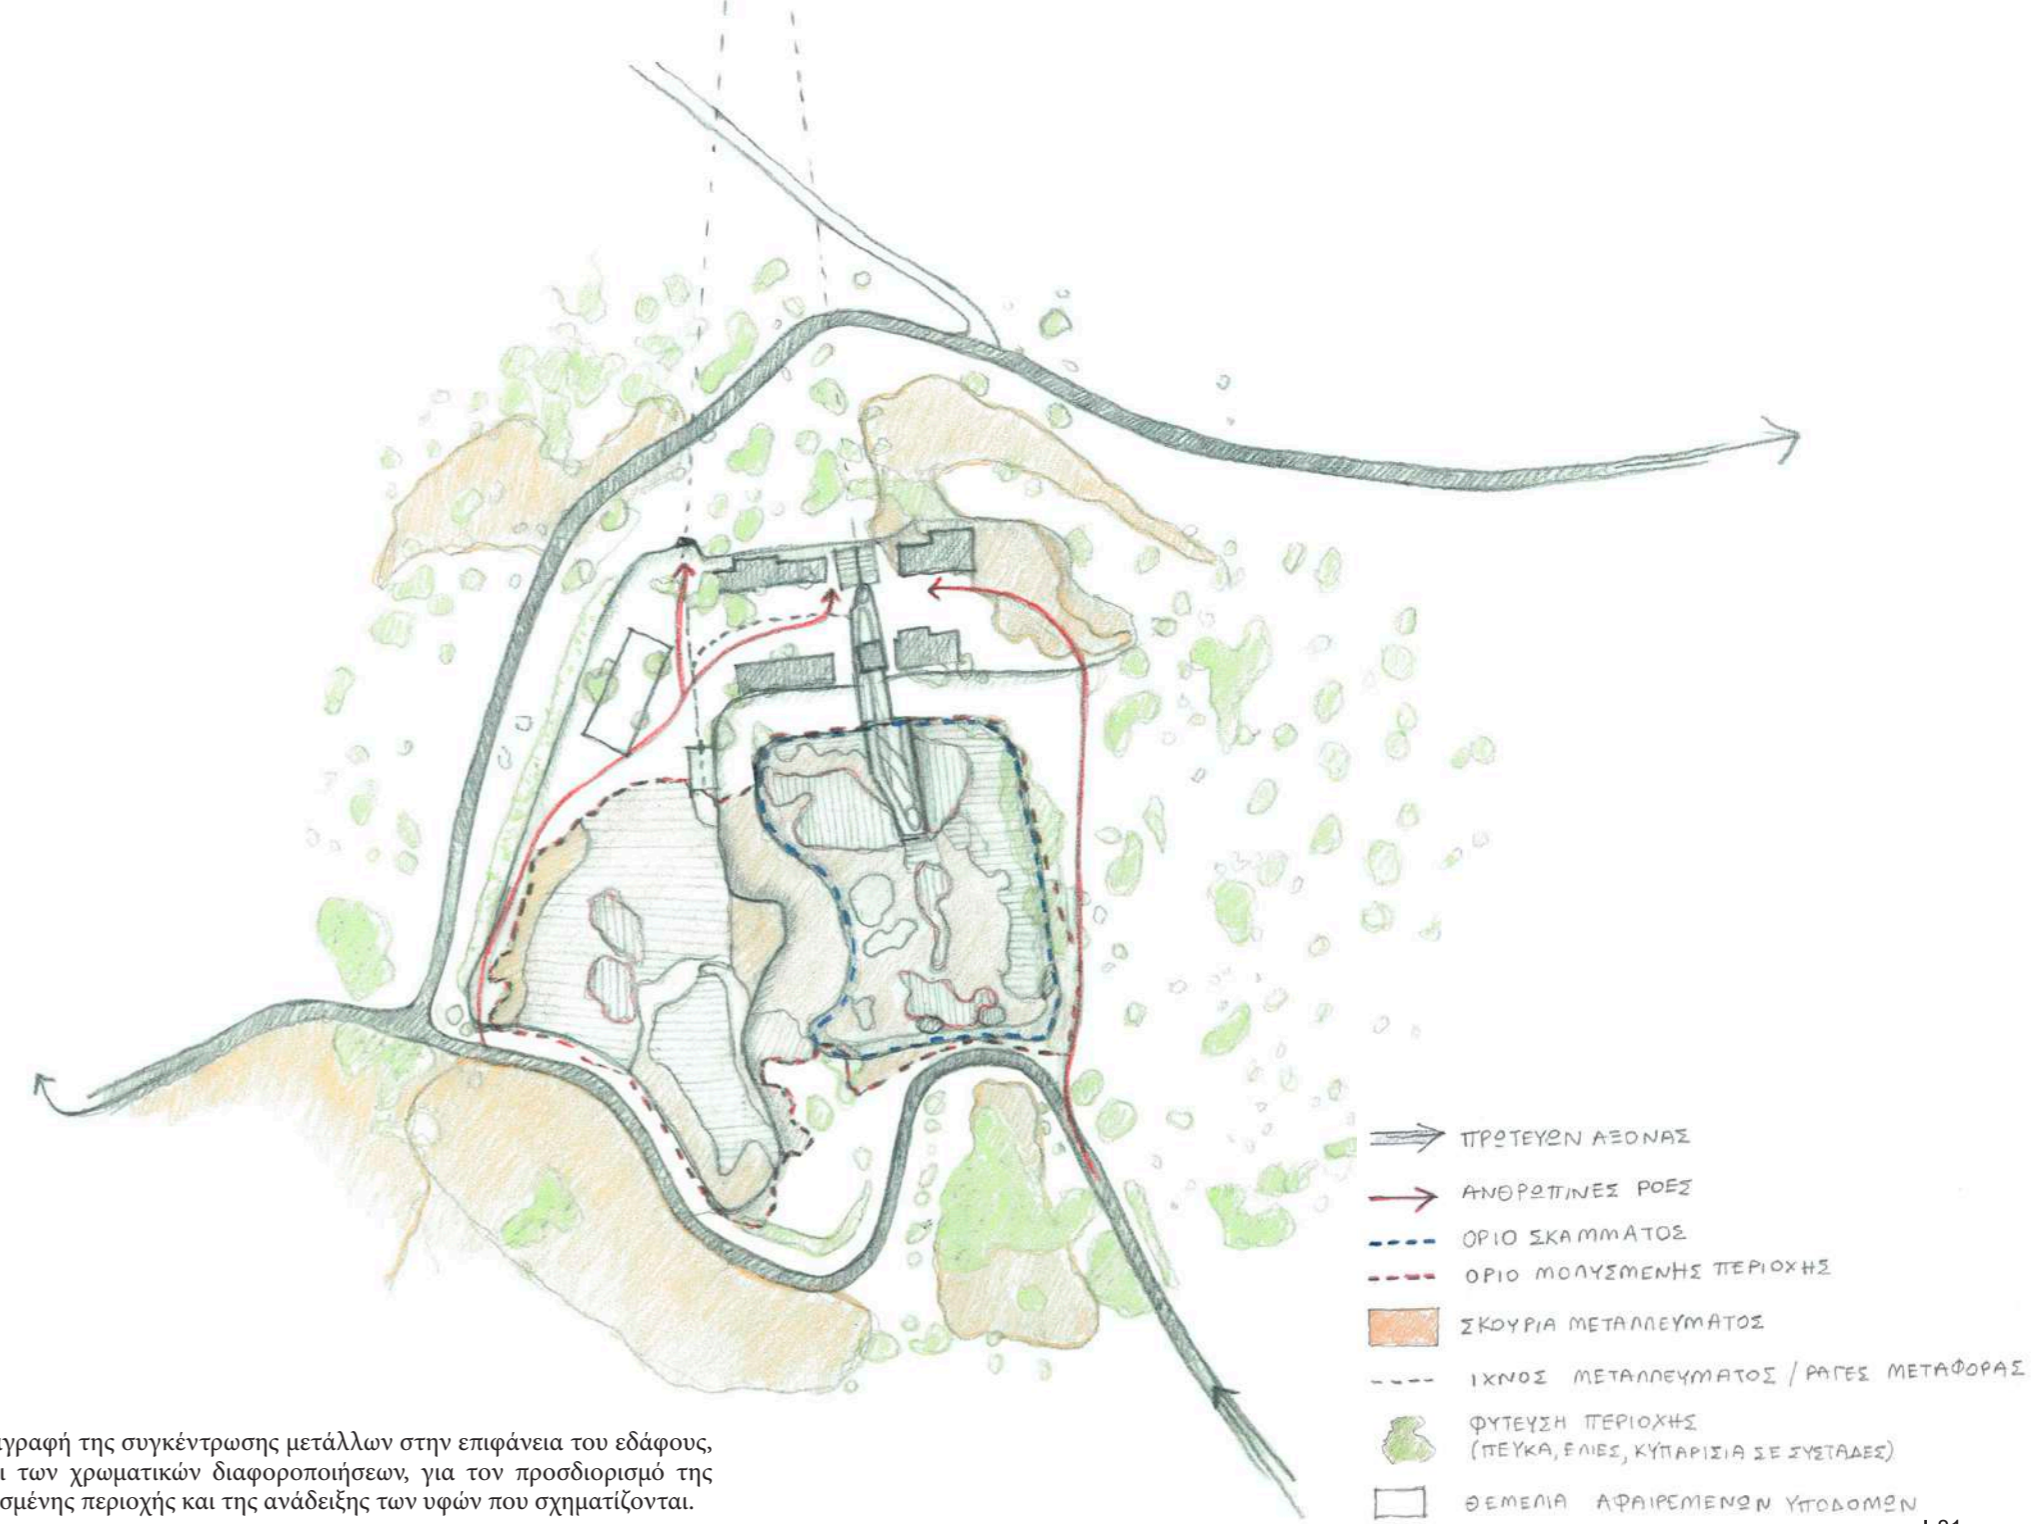 ΠΡΩΤΕΥΩΝ ΑΞΟΝΑΣ
ΑΝΘΡΩΠΙΝΕΣ ΡΟΕΣ
ΟΡΙΟ ΣΚΑΜΜΑΤΟΣ
ΟΡΙΟ ΜΟΛΥΣΜΕΝΗΣ ΠΕΡΙΟΧΗΣ
ΣΚΟΥΡΙΑ ΜΕΤΑΛΛΕΥΜΑΤΟΣ
ΙΧΝΟΣ ΜΕΤΑΛΛΕΥΜΑΤΟΣ / ΡΑΓΕΣ ΜΕΤΑΦΟΡΑΣ
ΦΥΤΕΥΣΗ ΠΕΡΙΟΧΗΣ
(ΠΕΥΚΑ, ΕΛΙΕΣ, ΚΥΠΑΡΙΣΙΑ ΣΕ ΣΥΣΤΑΔΕΣ)
ΘΕΜΕΛΙΑ ΑΦΑΙΡΕΜΕΝΩΝ ΥΠΟΔΟΜΩΝ
γραφή της συγκέντρωσης μετάλλων στην επιφάνεια του εδάφους,
ι των χρωματικών διαφοροποιήσεων, για τον προσδιορισμό της
σμένης περιοχής και της ανάδειξης των υφών που σχηματίζονται.